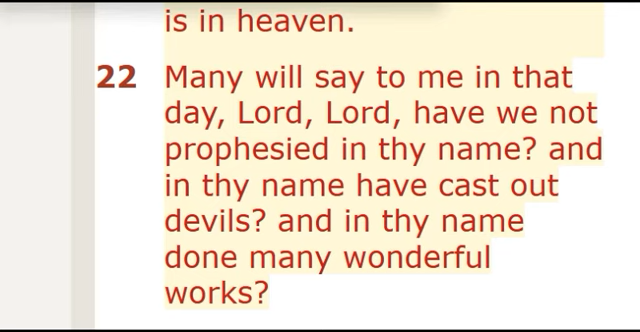 is in heaven.
22 Many will say to me in that
day, Lord, Lord, have we not
prophesied in thy name? and
in thy name have cast out
devils? and in thy name
done many wonderful
works?